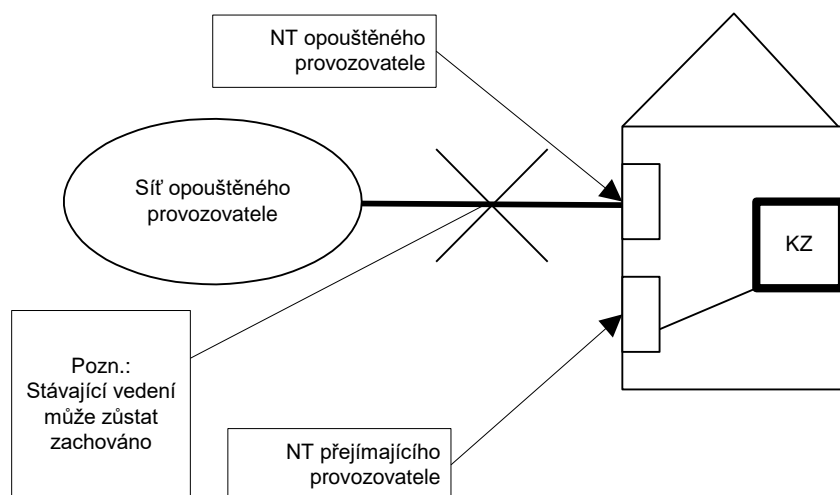 NT opouštěného
provozovatele
Síť opouštěného
provozovatele
KZ
Pozn.:
Stávající vedení
může zůstat
zachováno
NT přejímajícího
provozovatele